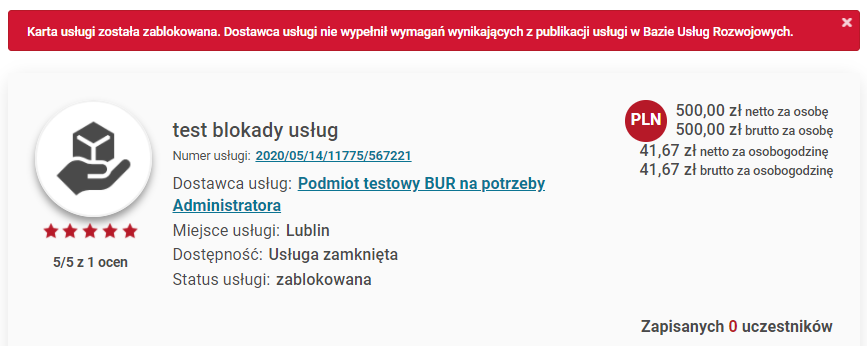 Karta usługi została zablokowana. Dostawca usługi nie wypełnił wymagań wynikających z publikacji usługi w Bazie Usług Rozwojowych.
×
test blokady usług
Numer usługi: 2020/05/14/11775/567221
Dostawca usług: Podmiot testowy BUR na potrzeby
Administratora
Miejsce usługi: Lublin
Dostępność: Usługa zamknięta
Status usługi: zablokowana
5/5 z 1 ocen
PLN
500,00 zł netto za osobę
500,00 zł brutto za osobę
41,67 zł netto za osobogodzinę
41,67 zł brutto za osobogodzinę
Zapisanych 0 uczestników